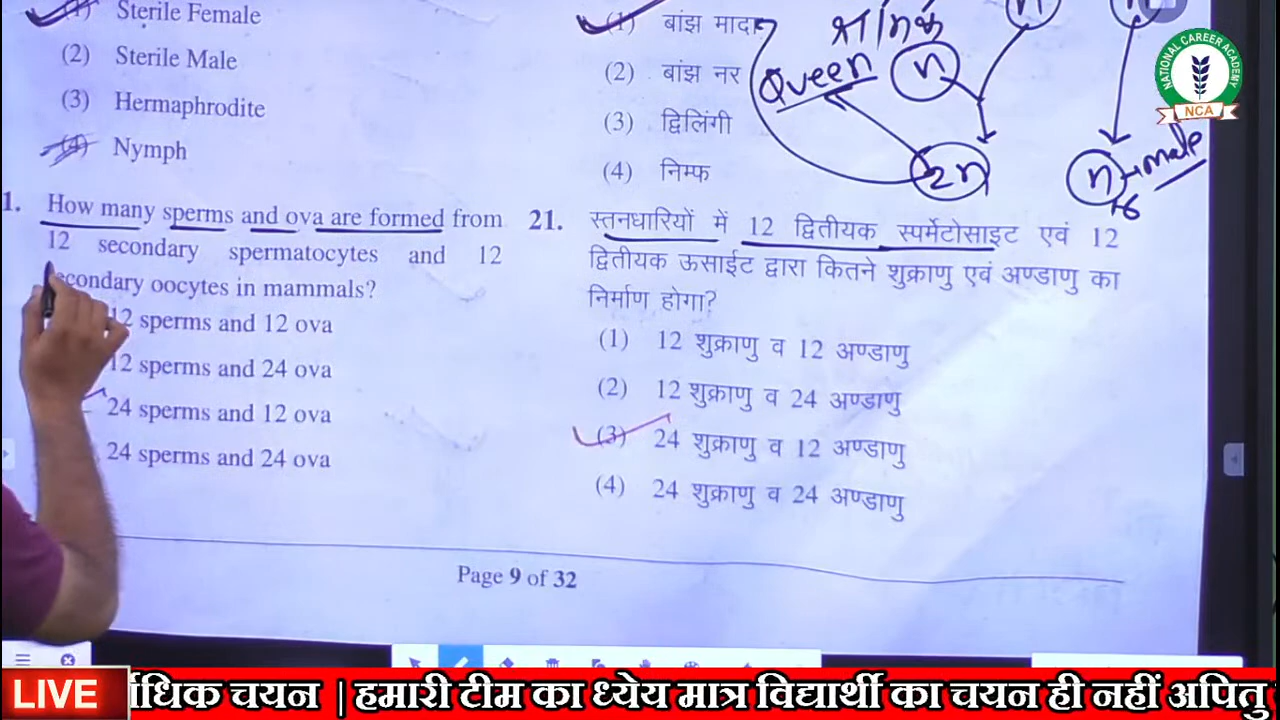 Sterile Female
(2) Sterile Male
(3) Hermaphrodite
(4) Nymph
1. How many sperms and ova are formed from
12 secondary spermatocytes and 12
secondary oocytes in mammals?
12 sperms and 12 ova
12 sperms and 24 ova
24 sperms and 12 ova
24 sperms and 24 ova
(1) बांझ मादा
(2) बांझ नर
(3) द्विलिंगी
(4) निम्फ
Queen
n
2n
n
male
16
21. स्तनधारियों में 12 द्वितीयक स्पर्मेटोसाइट एवं 12
द्वितीयक ऊसाईट द्वारा कितने शुक्राणु एवं अण्डाणु का
निर्माण होगा?
(1) 12 शुक्राणु व 12 अण्डाणु
(2) 12 शुक्राणु व 24 अण्डाणु
(3) 24 शुक्राणु व 12 अण्डाणु
(4) 24 शुक्राणु व 24 अण्डाणु
Page 9 of 32
NATIONAL CAREER ACADEMY
NCA
LIVE
चयन | हमारी टीम का ध्येय मात्र विद्यार्थी का चयन ही नहीं अपितु